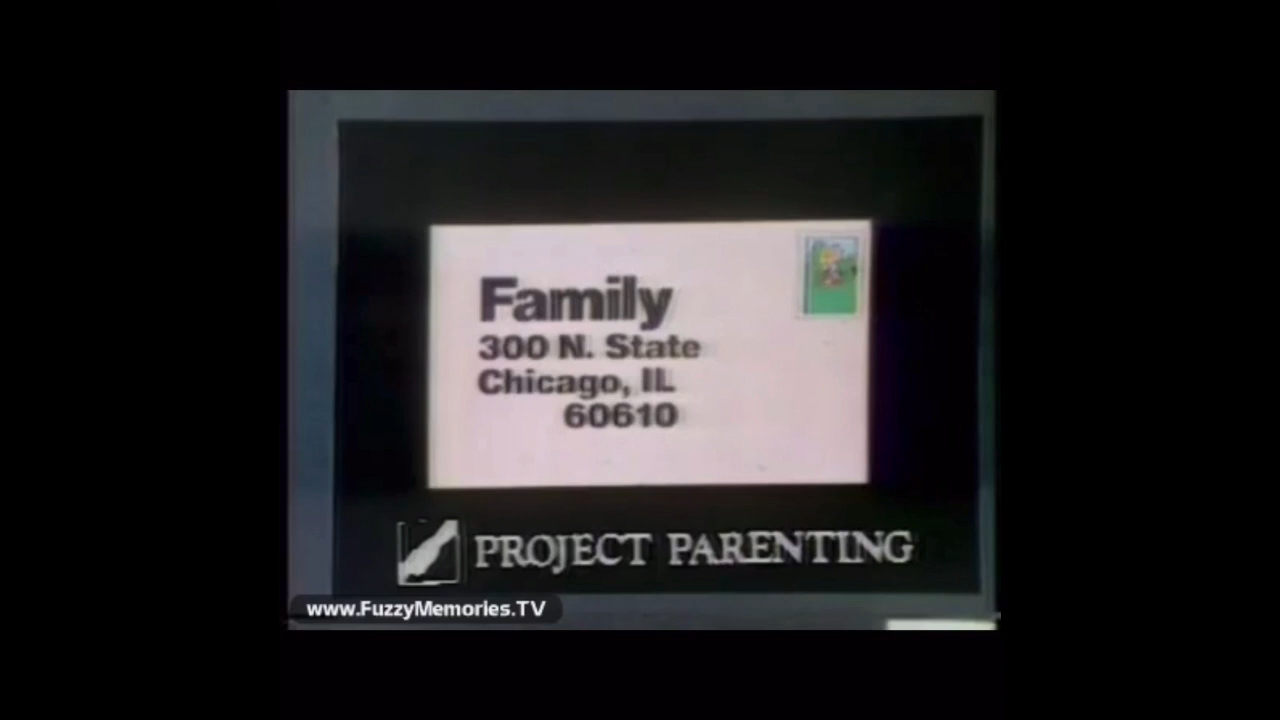 Family
300 N. State
Chicago, IL
60610
PROJECT PARENTING
www.FuzzyMemories.TV